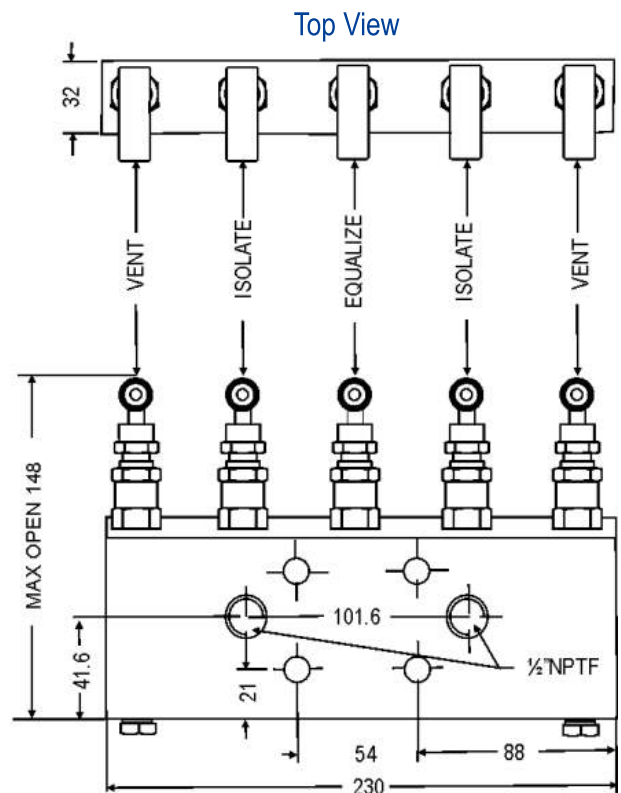 Top View
32
VENT
ISOLATE
EQUALIZE
ISOLATE
VENT
MAX OPEN 148
101.6
41.6
21
½"NPTF
54
88
230